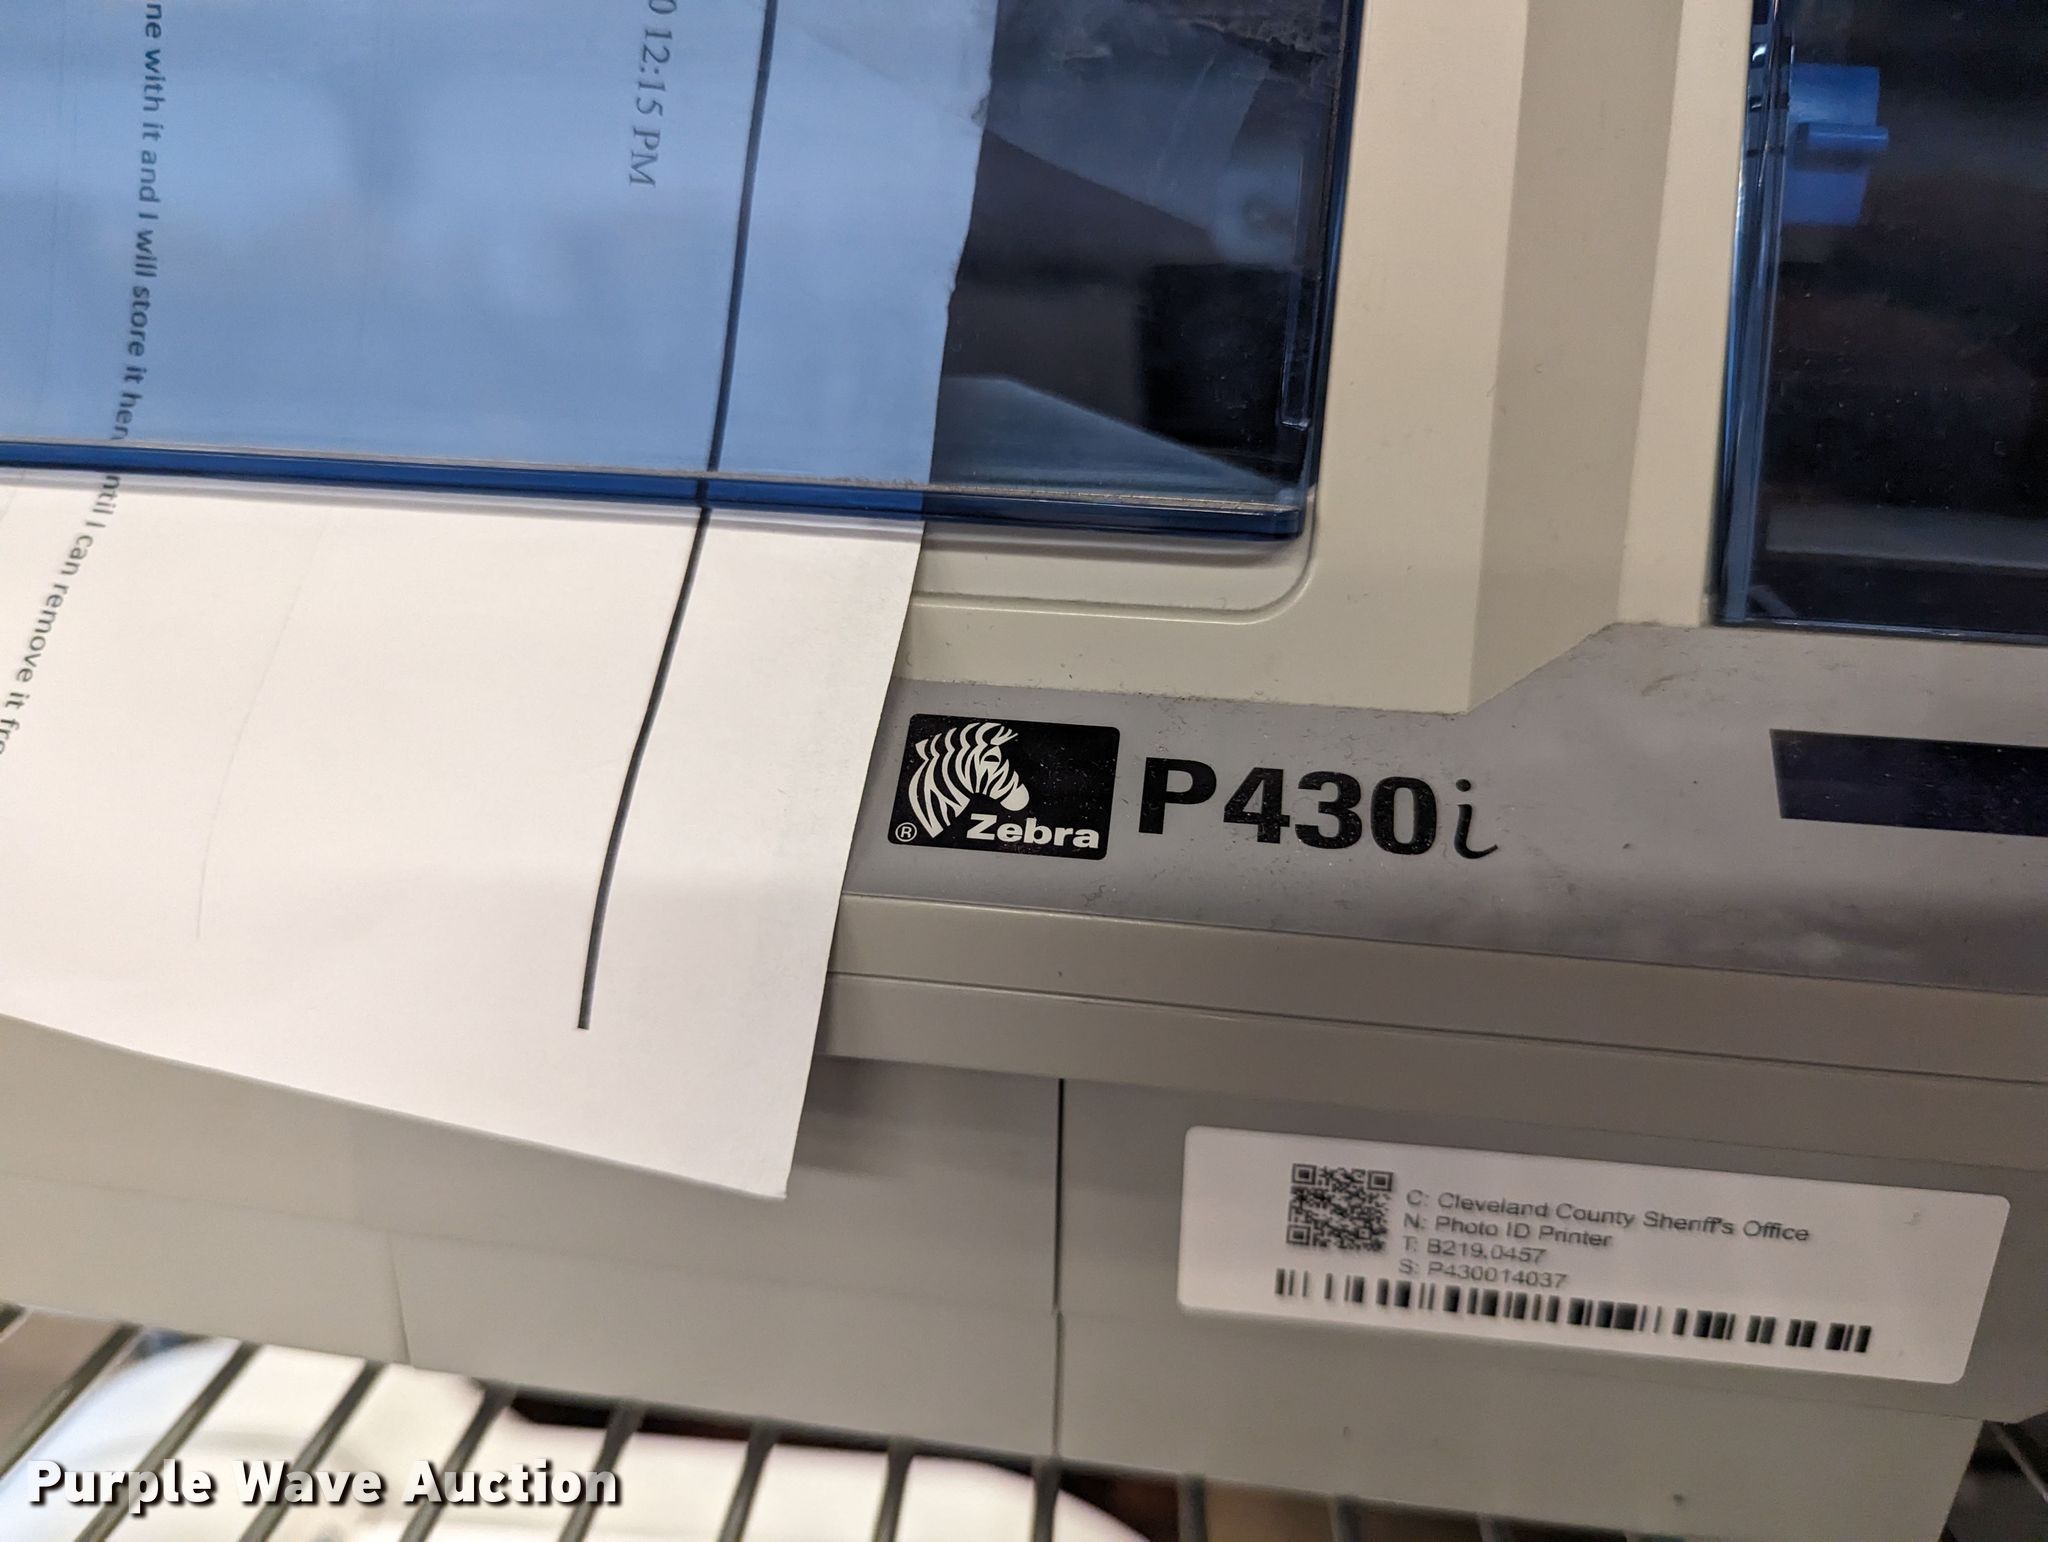 0 12:15 PM
ne with it and I will store it her
ntil I can remove it fro
® Zebra
P430i
C: Cleveland County Sheriff's Office
N: Photo ID Printer
T: B219.0457
S: P430014037
Purple Wave Auction